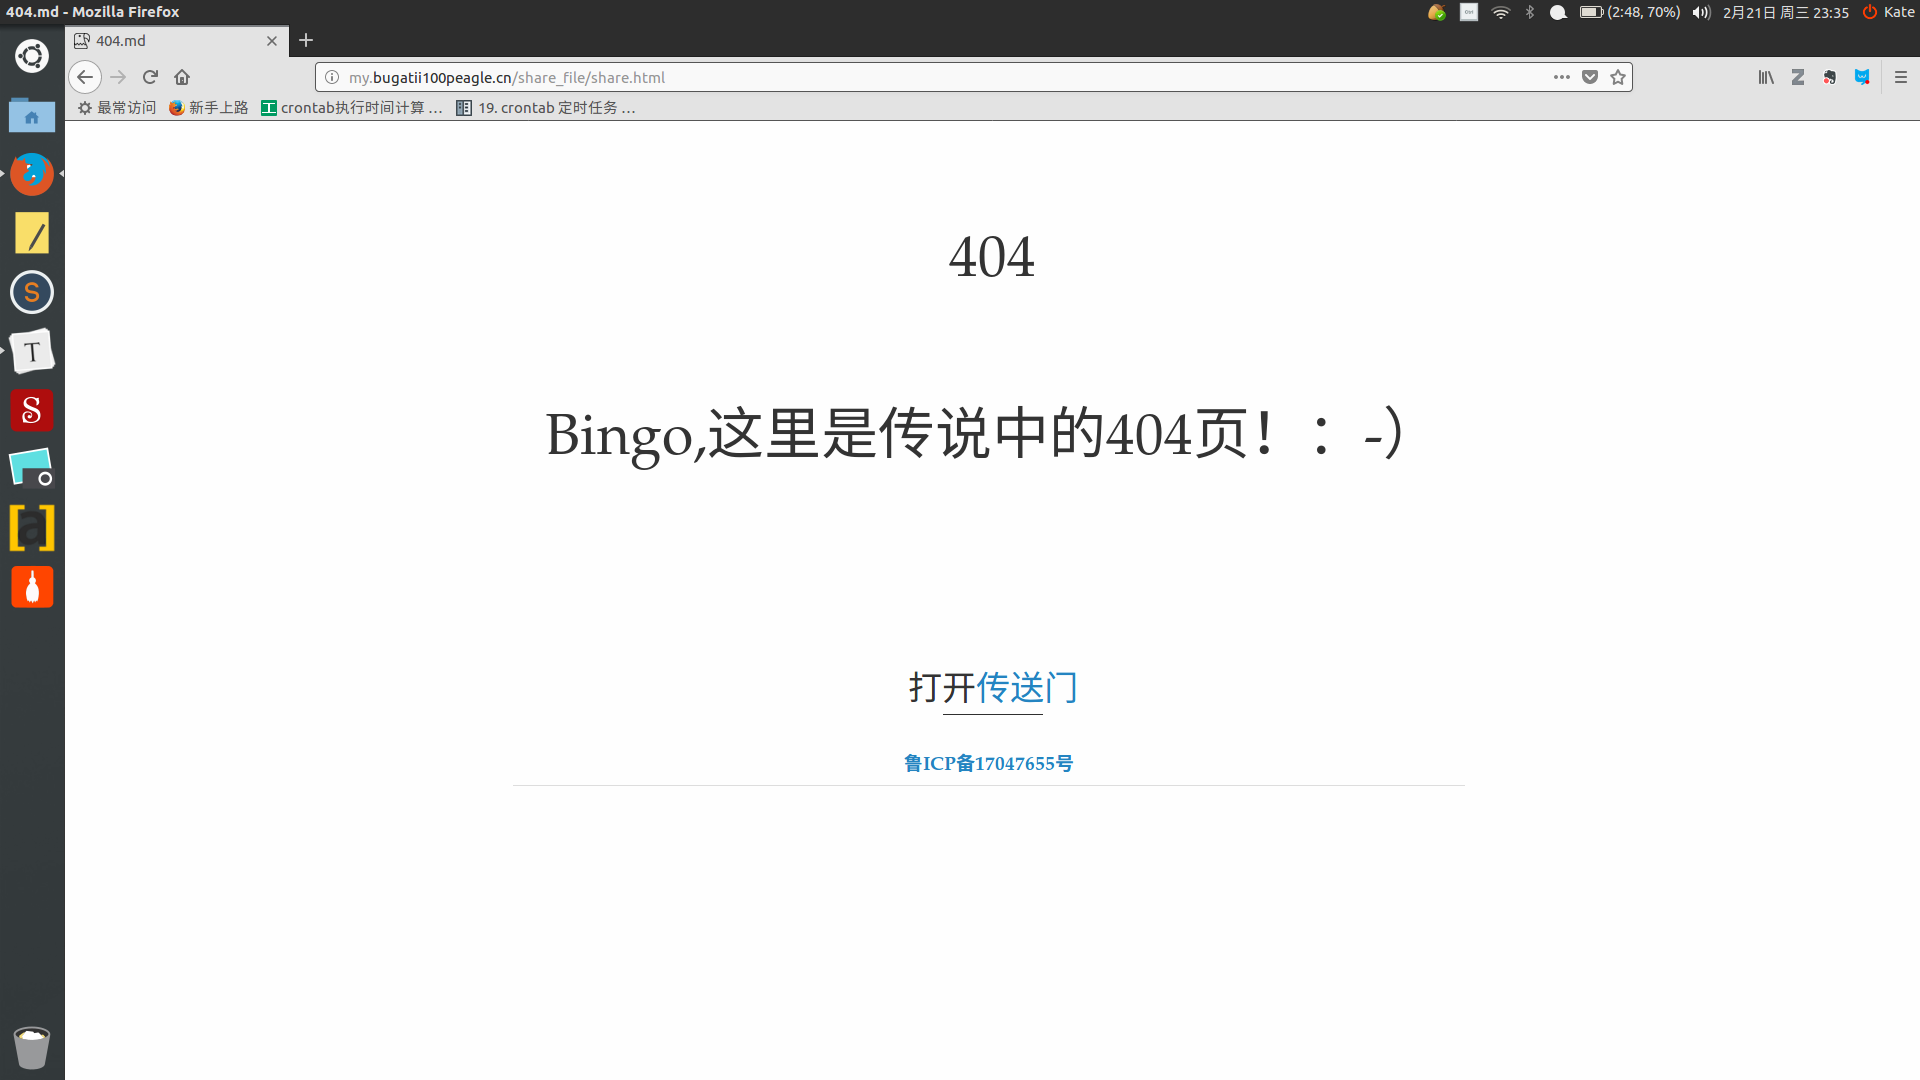 404.md - Mozilla Firefox
(2:48, 70%)
2月21日 周三 23:35
Kate
404.md
my.bugatii100peagle.cn/share_file/share.html
最常访问
新手上路
crontab执行时间计算 ...
19. crontab 定时任务 ...
404
Bingo,这里是传说中的404页！：-）
打开传送门
鲁ICP备17047655号